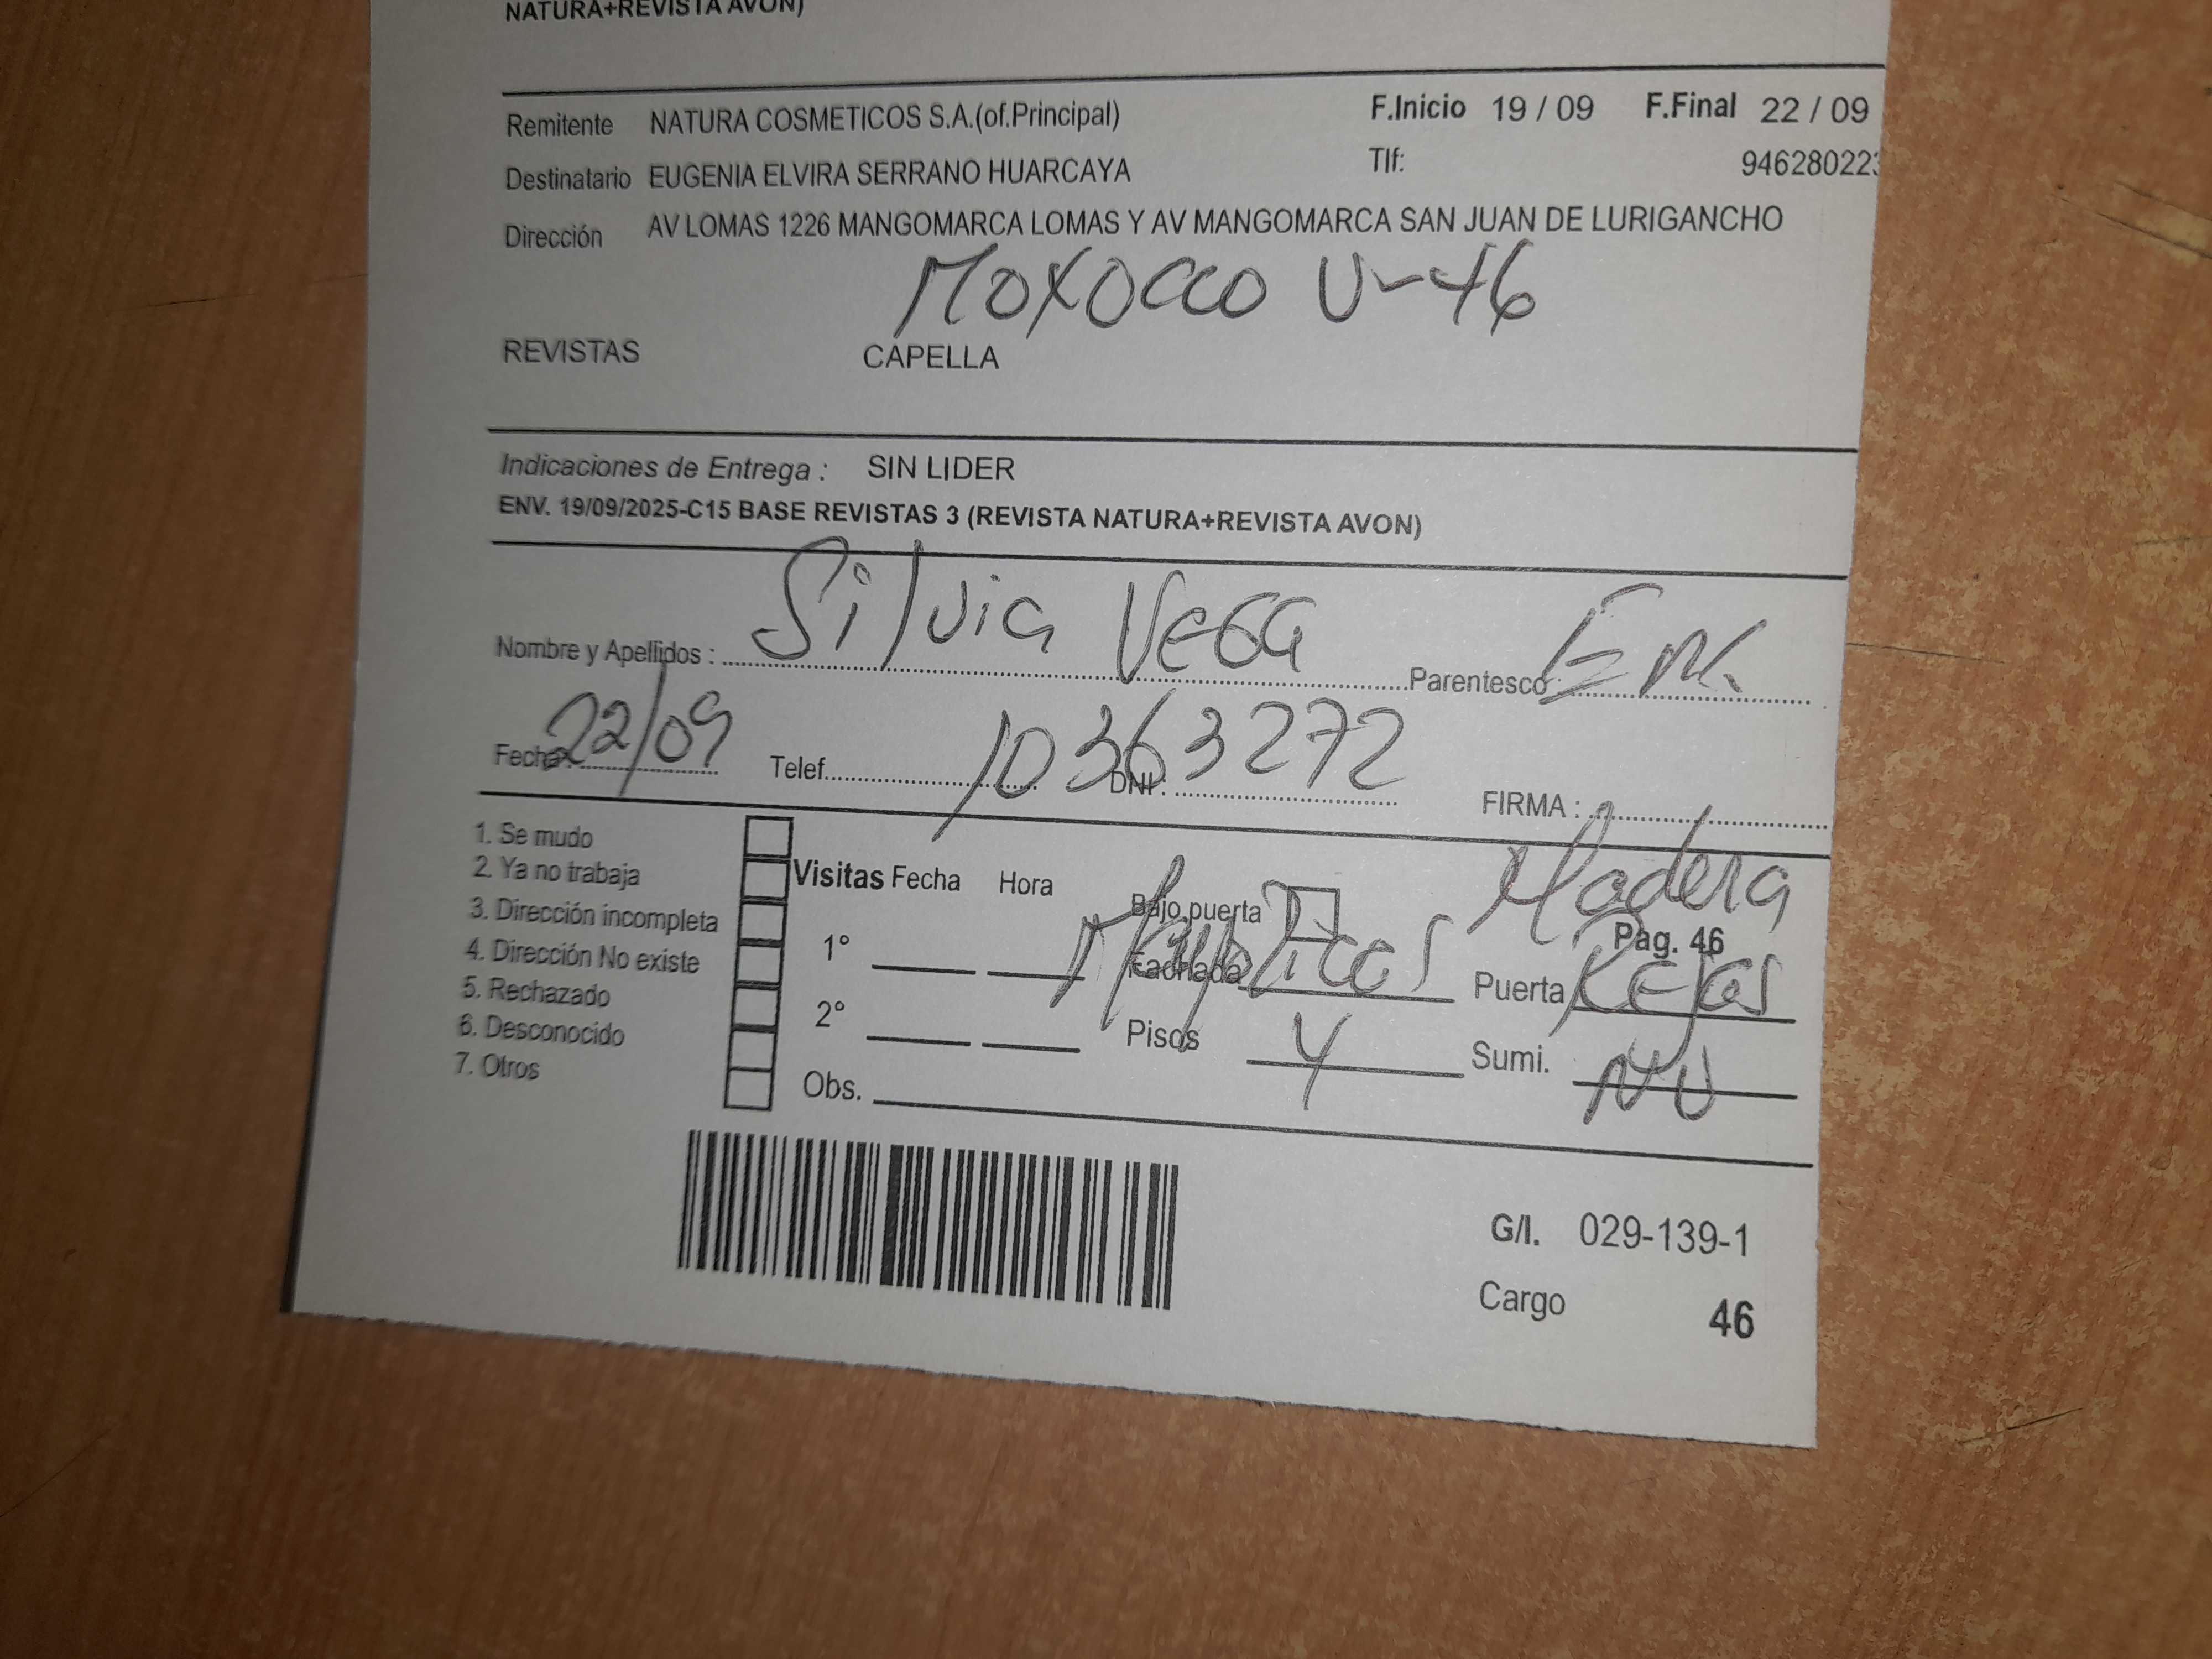 NATURA+REVISTA AVON)
Remitente NATURA COSMETICOS S.A.(of.Principal) F.Inicio 19 / 09 F.Final 22 / 09
Destinatario EUGENIA ELVIRA SERRANO HUARCAYA Tlf: 946280223
Dirección AV LOMAS 1226 MANGOMARCA LOMAS Y AV MANGOMARCA SAN JUAN DE LURIGANCHO
U-46
REVISTAS CAPELLA
Indicaciones de Entrega : SIN LIDER
ENV. 19/09/2025-C15 BASE REVISTAS 3 (REVISTA NATURA+REVISTA AVON)
Nombre y Apellidos : Silvia Vega Parentesco :
Fecha: 22/09 Telef. DNI : 10363272 FIRMA :
1. Se mudo
2. Ya no trabaja
3. Dirección incompleta
4. Dirección No existe
5. Rechazado
6. Desconocido
7. Otros
Visitas Fecha Hora
1°
2°
Obs.
Bajo puerta Madera
Pag. 46
Fachada Puerta Rejas
Pisos 4 Sumi. NO
G/I. 029-139-1
Cargo 46